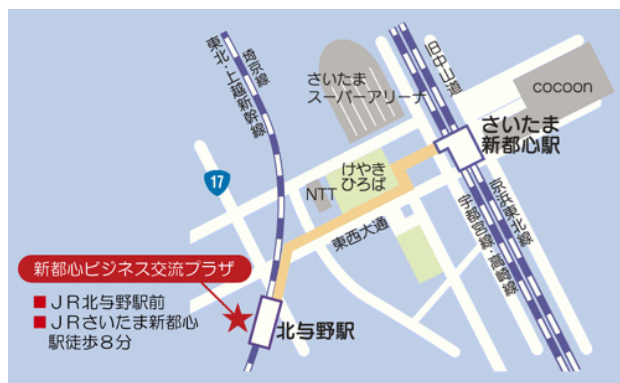 東北・上越新幹線
埼京線
さいたま
スーパーアリーナ
旧中山道
cocoon
さいたま
新都心駅
けやき
ひろば
NTT
17
東西大通
京浜東北線
宇都宮線・高崎線
新都心ビジネス交流プラザ
■ＪＲ北与野駅前
■ＪＲさいたま新都心
駅徒歩８分
北与野駅